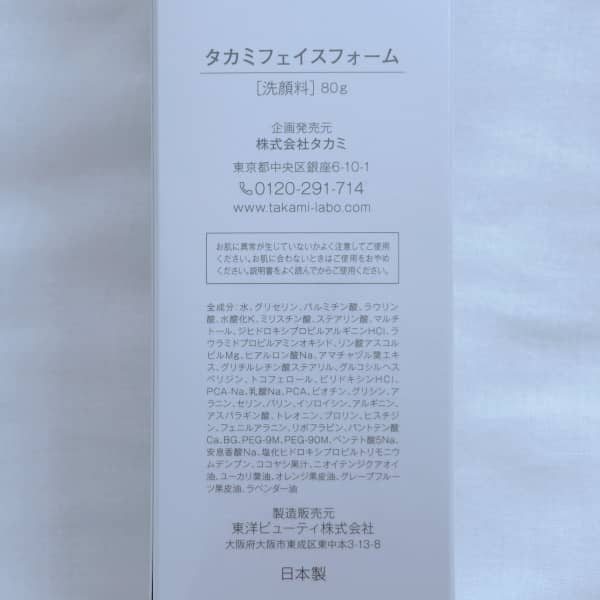 タカミフェイスフォーム
[洗顔料] 80g
企画発売元
株式会社タカミ
東京都中央区銀座6-10-1
0120-291-714
www.takami-labo.com
お肌に異常が生じていないかよく注意してご使用
ください。お肌に合わないときはご使用をおやめ
ください。説明書をよく読んでからご使用ください。
全成分:水、グリセリン、パルミチン酸、ラウリン
酸、水酸化K、ミリスチン酸、ステアリン酸、マルチ
トール、ジヒドロキシプロピルアルギニンHCl、ラ
ウラミドプロピルアミンオキシド、リン酸アスコル
ビルMg、ヒアルロン酸Na、アマチャヅル葉エキ
ス、グリチルレチン酸ステアリル、グルコシルヘス
ペリジン、トコフェロール、ピリドキシンHCl、
PCA-Na、乳酸Na、PCA、ビオチン、グリシン、ア
ラニン、セリン、バリン、イソロイシン、アルギニン、
アスパラギン酸、トレオニン、プロリン、ヒスチジ
ン、フェニルアラニン、リボフラビン、パントテン酸
Ca、BG、PEG-9M、PEG-90M、ペンテト酸5Na、
安息香酸Na、塩化ヒドロキシプロピルトリモニウ
ムデンプン、ココヤシ果汁、ニオイテンジクアオイ
油、ユーカリ葉油、オレンジ果皮油、グレープフルー
ツ果皮油、ラベンダー油
製造販売元
東洋ビューティ株式会社
大阪府大阪市東成区東中本3-13-8
日本製